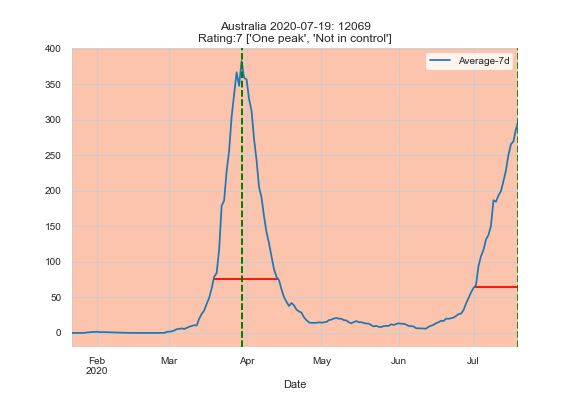 Australia 2020-07-19: 12069
Rating:7 ['One peak', 'Not in control']
Average-7d
400
350
300
250
200
150
100
50
0
Feb
2020
Mar
Apr
May
Jun
Jul
Date